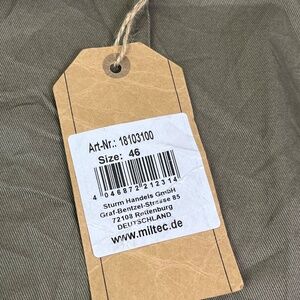 Art-Nr.: 18103100
Size: 46
4 046872 212314
Sturm Handels GmbH
Graf-Bentzel-Strasse 85
72108 Rottenburg
DEUTSCHLAND
www.miltec.de